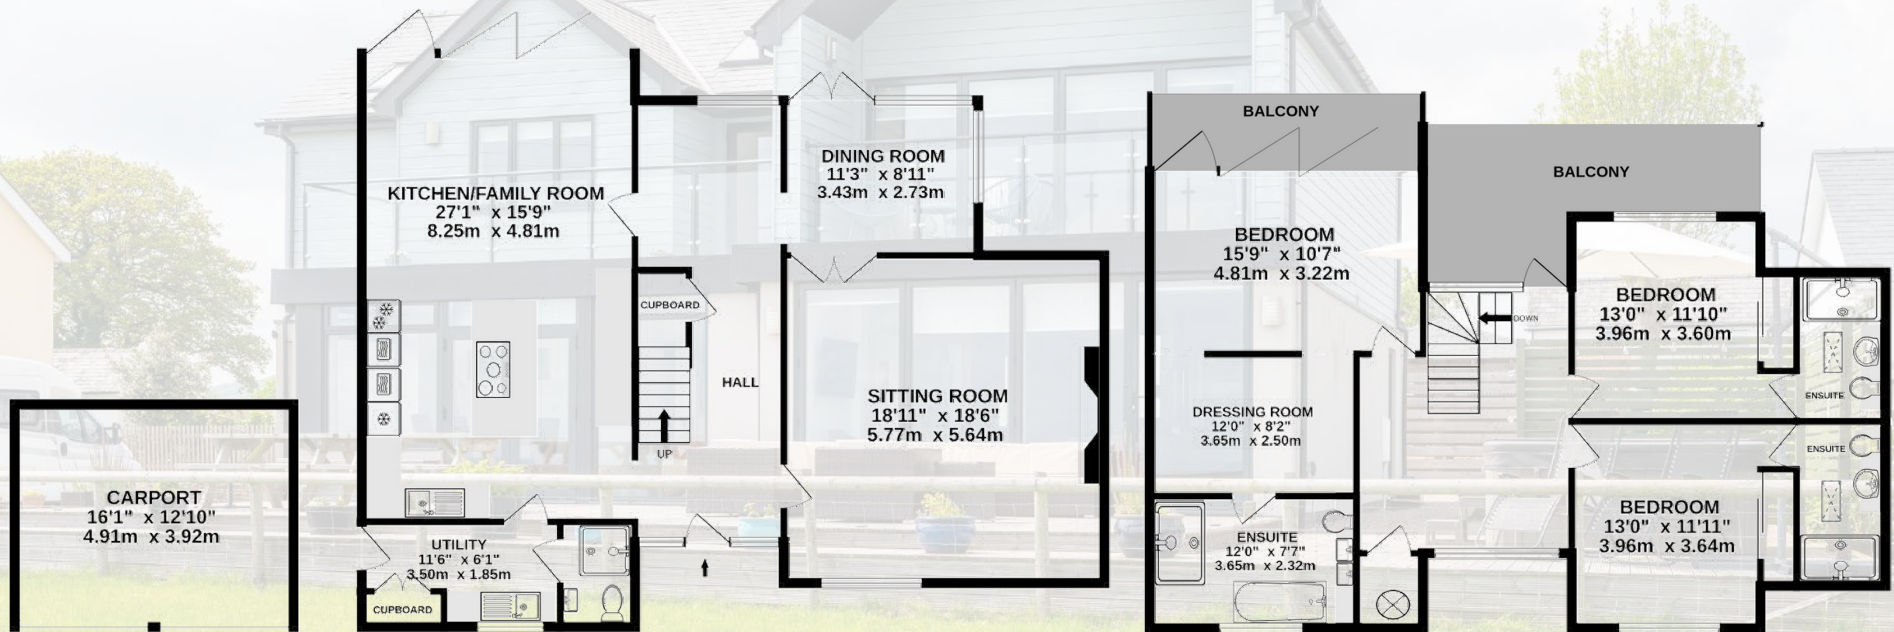 KITCHEN/FAMILY ROOM
27'1" x 15'9"
8.25m x 4.81m
DINING ROOM
11'3" x 8'11"
3.43m x 2.73m
CUPBOARD
HALL
UP
SITTING ROOM
18'11" x 18'6"
5.77m x 5.64m
CARPORT
16'1" x 12'10"
4.91m x 3.92m
UTILITY
11'6" x 6'1"
3.50m x 1.85m
CUPBOARD
BALCONY
BALCONY
BEDROOM
15'9" x 10'7"
4.81m x 3.22m
DOWN
BEDROOM
13'0" x 11'10"
3.96m x 3.60m
ENSUITE
DRESSING ROOM
12'0" x 8'2"
3.65m x 2.50m
ENSUITE
BEDROOM
13'0" x 11'11"
3.96m x 3.64m
ENSUITE
12'0" x 7'7"
3.65m x 2.32m